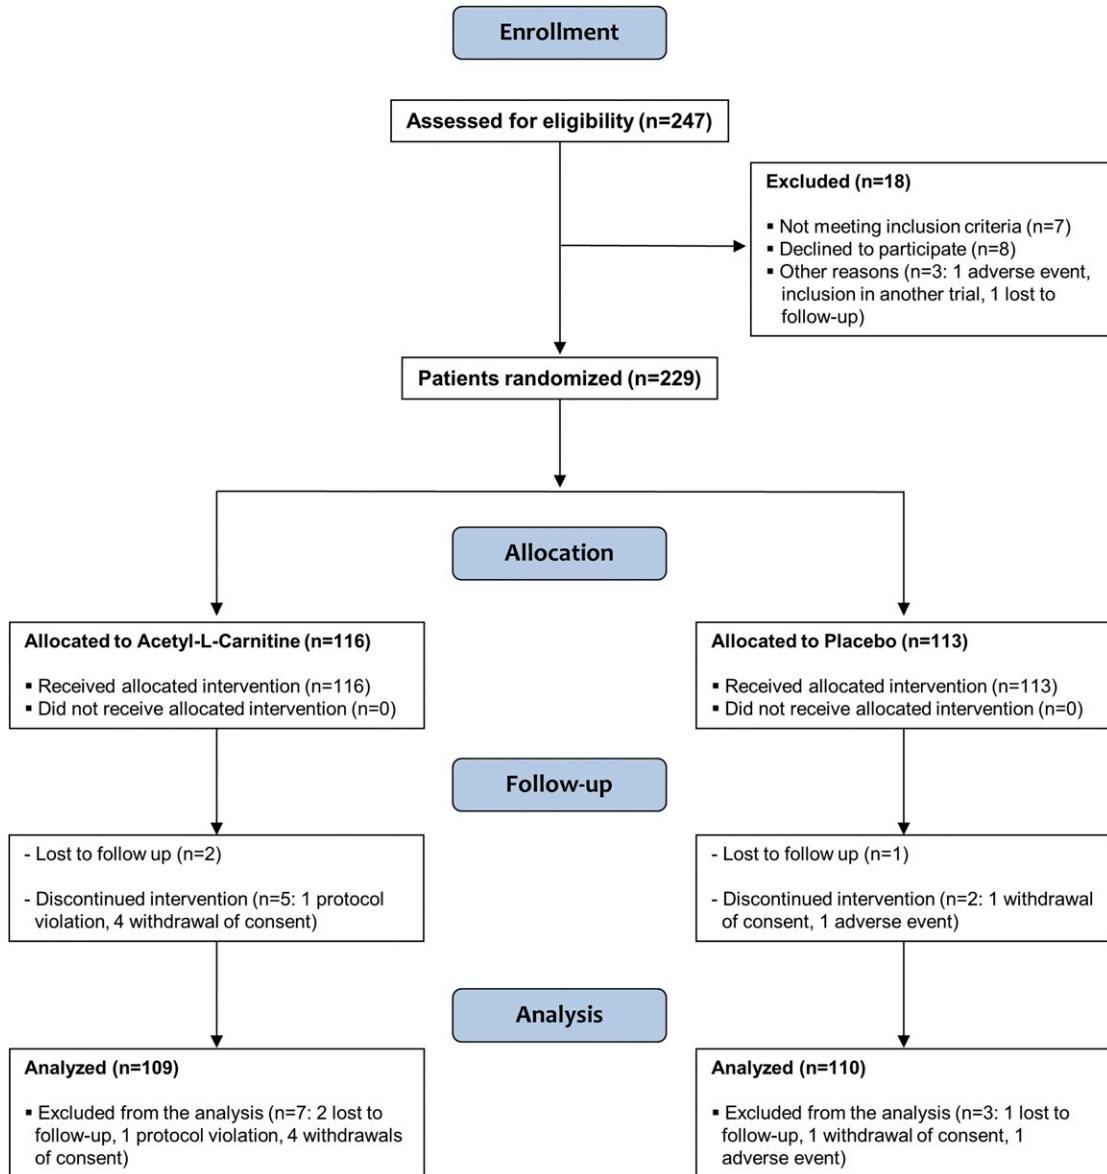 Enrollment
Assessed for eligibility (n=247)
Excluded (n=18)
▪ Not meeting inclusion criteria (n=7)
▪ Declined to participate (n=8)
▪ Other reasons (n=3: 1 adverse event,
inclusion in another trial, 1 lost to
follow-up)
Patients randomized (n=229)
Allocation
Allocated to Acetyl-L-Carnitine (n=116)
▪ Received allocated intervention (n=116)
▪ Did not receive allocated intervention (n=0)
Allocated to Placebo (n=113)
▪ Received allocated intervention (n=113)
▪ Did not receive allocated intervention (n=0)
Follow-up
- Lost to follow up (n=2)
- Discontinued intervention (n=5: 1 protocol
violation, 4 withdrawal of consent)
- Lost to follow up (n=1)
- Discontinued intervention (n=2: 1 withdrawal
of consent, 1 adverse event)
Analysis
Analyzed (n=109)
▪ Excluded from the analysis (n=7: 2 lost to
follow-up, 1 protocol violation, 4 withdrawals
of consent)
Analyzed (n=110)
▪ Excluded from the analysis (n=3: 1 lost to
follow-up, 1 withdrawal of consent, 1
adverse event)